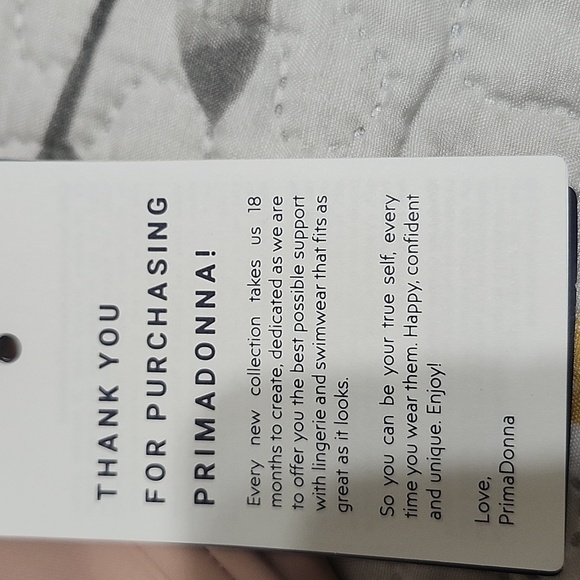 THANK YOU
FOR PURCHASING
PRIMADONNA!
Every new collection takes us 18
months to create, dedicated as we are
to offer you the best possible support
with lingerie and swimwear that fits as
great as it looks.
So you can be your true self, every
time you wear them. Happy, confident
and unique. Enjoy!
Love,
PrimaDonna